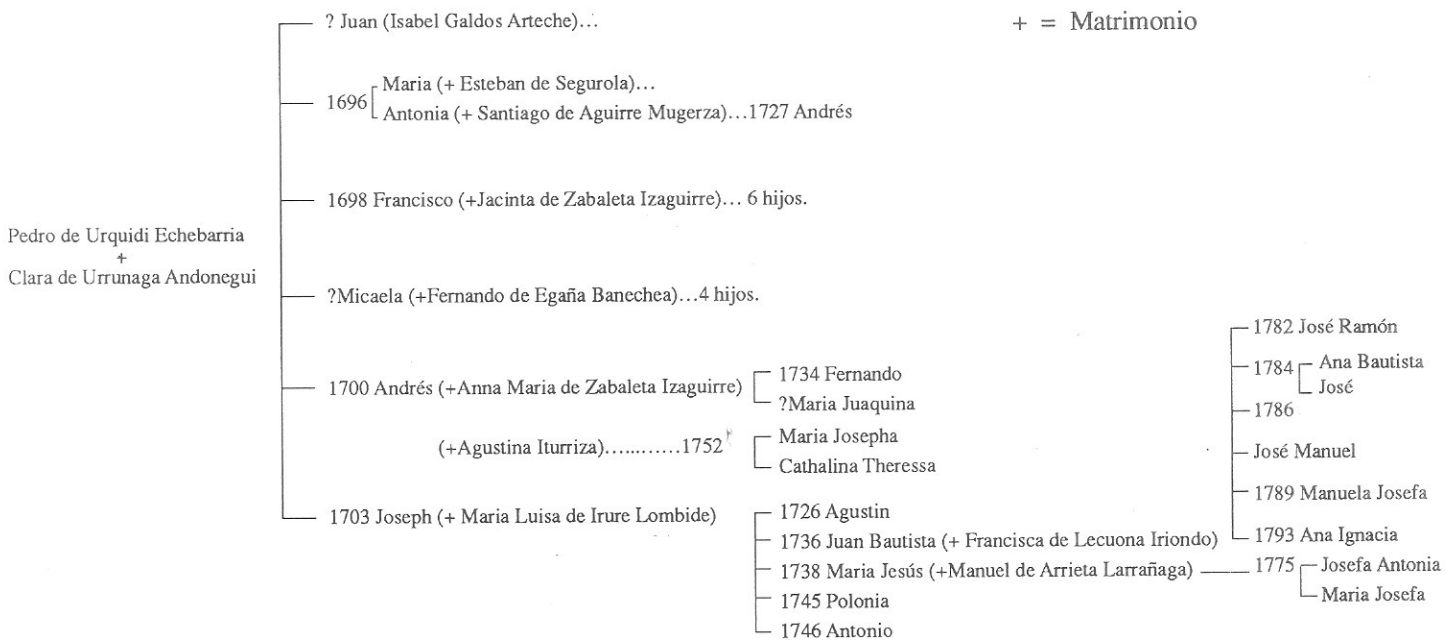 ? Juan (Isabel Galdos Arteche)...
+ = Matrimonio
1696
Maria (+ Esteban de Segurola)...
Antonia (+ Santiago de Aguirre Mugerza)...1727 Andrés
1698 Francisco (+Jacinta de Zabaleta Izaguirre)... 6 hijos.
Pedro de Urquidi Echebarria
+
Clara de Urrunaga Andonegui
?Micaela (+Fernando de Egaña Banechea)...4 hijos.
1700 Andrés (+Anna Maria de Zabaleta Izaguirre)
1734 Fernando
?Maria Juaquina
(+Agustina Iturriza)............1752
Maria Josepha
Cathalina Theressa
1703 Joseph (+ Maria Luisa de Irure Lombide)
1726 Agustin
1736 Juan Bautista (+ Francisca de Lecuona Iriondo)
1738 Maria Jesús (+Manuel de Arrieta Larrañaga)
1745 Polonia
1746 Antonio
1782 José Ramón
1784
Ana Bautista
José
1786
José Manuel
1789 Manuela Josefa
1793 Ana Ignacia
1775
Josefa Antonia
Maria Josefa